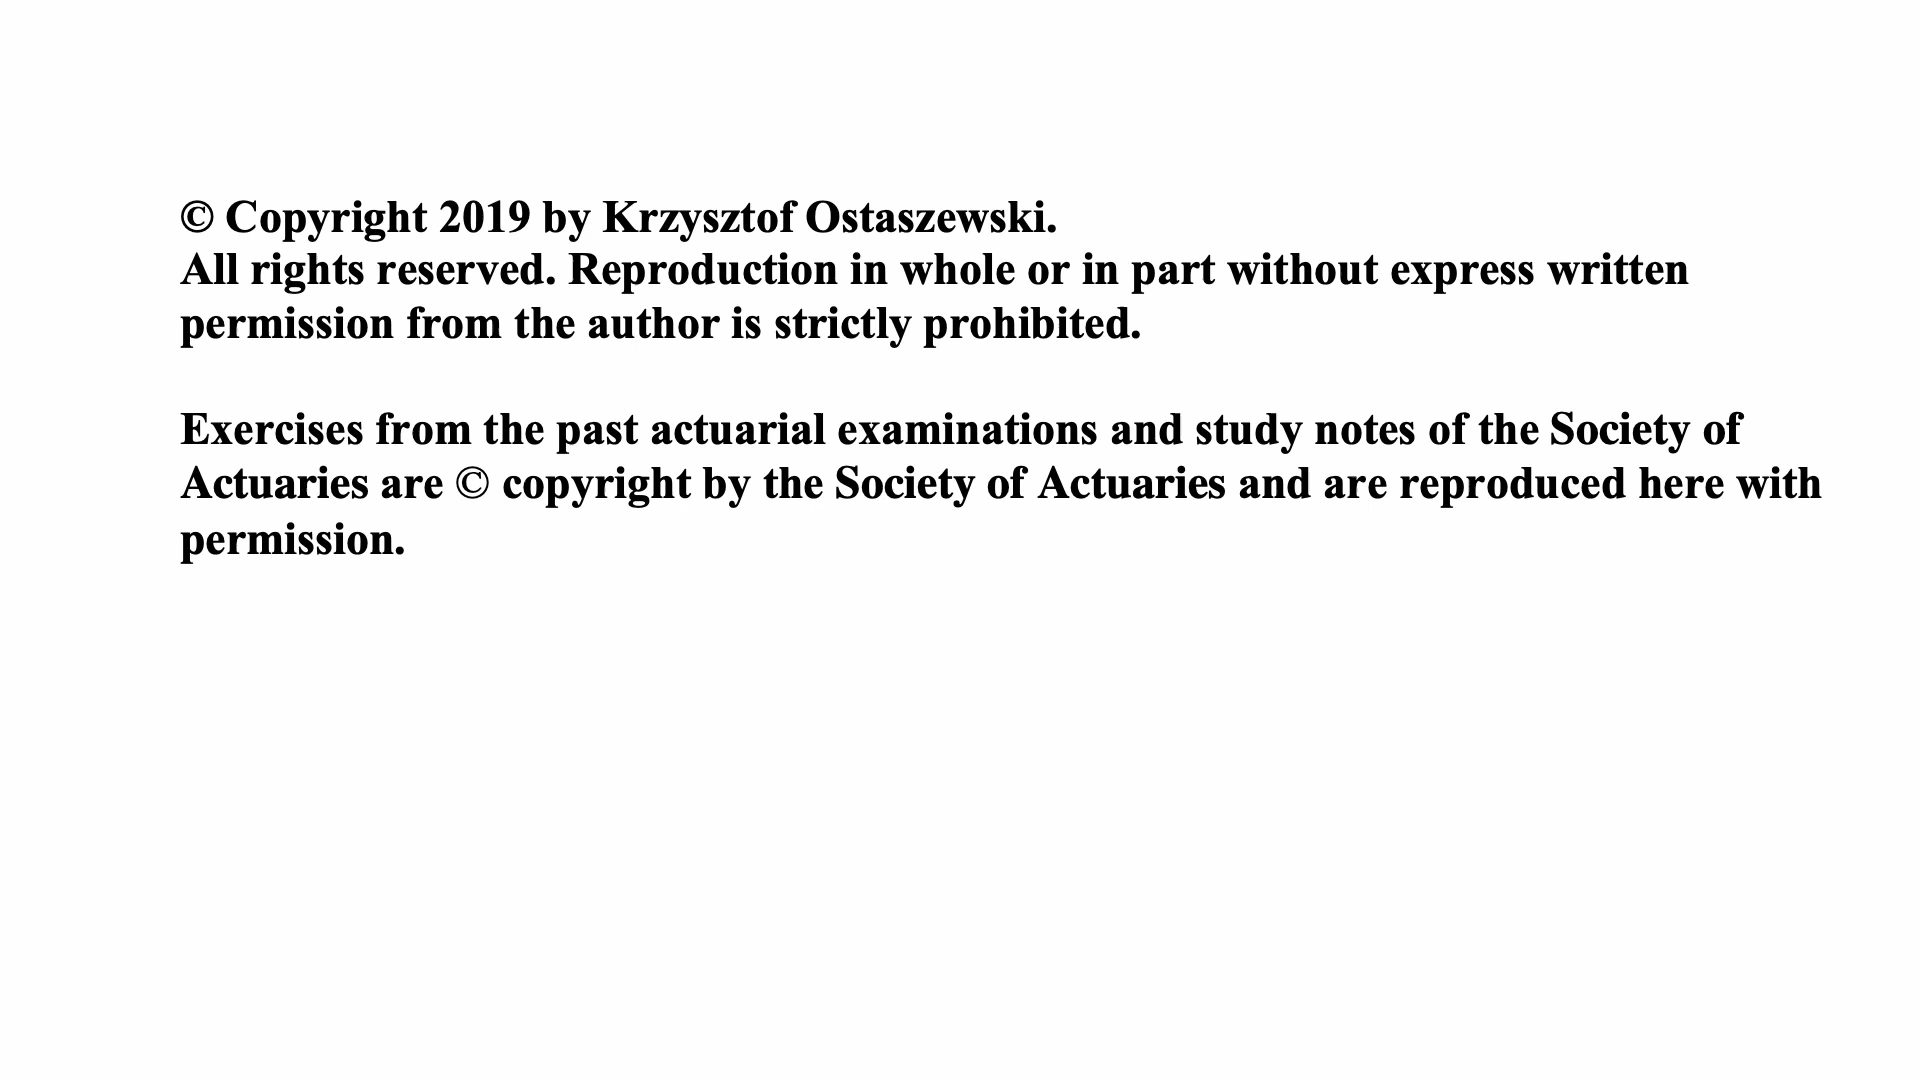 © Copyright 2019 by Krzysztof Ostaszewski.
All rights reserved. Reproduction in whole or in part without express written
permission from the author is strictly prohibited.
Exercises from the past actuarial examinations and study notes of the Society of
Actuaries are © copyright by the Society of Actuaries and are reproduced here with
permission.